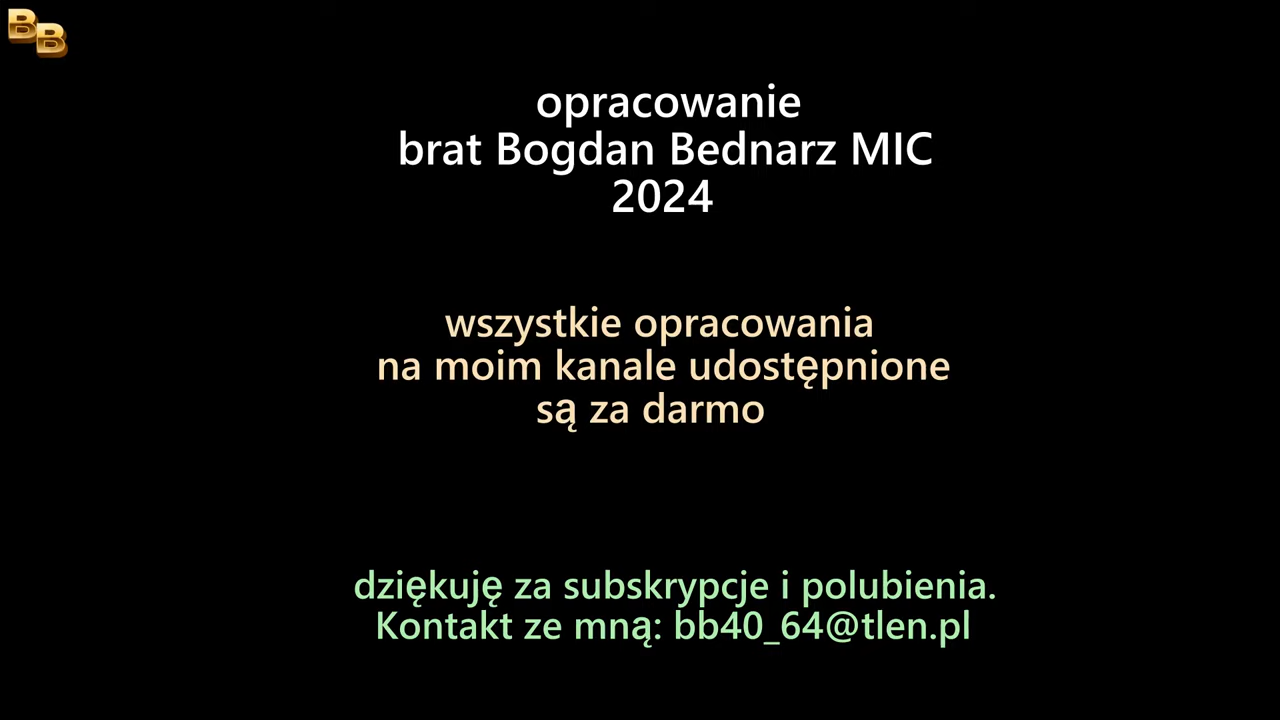 BB
opracowanie
brat Bogdan Bednarz MIC
2024
wszystkie opracowania
na moim kanale udostępnione
są za darmo
dziękuję za subskrypcje i polubienia.
Kontakt ze mną: bb40_64@tlen.pl